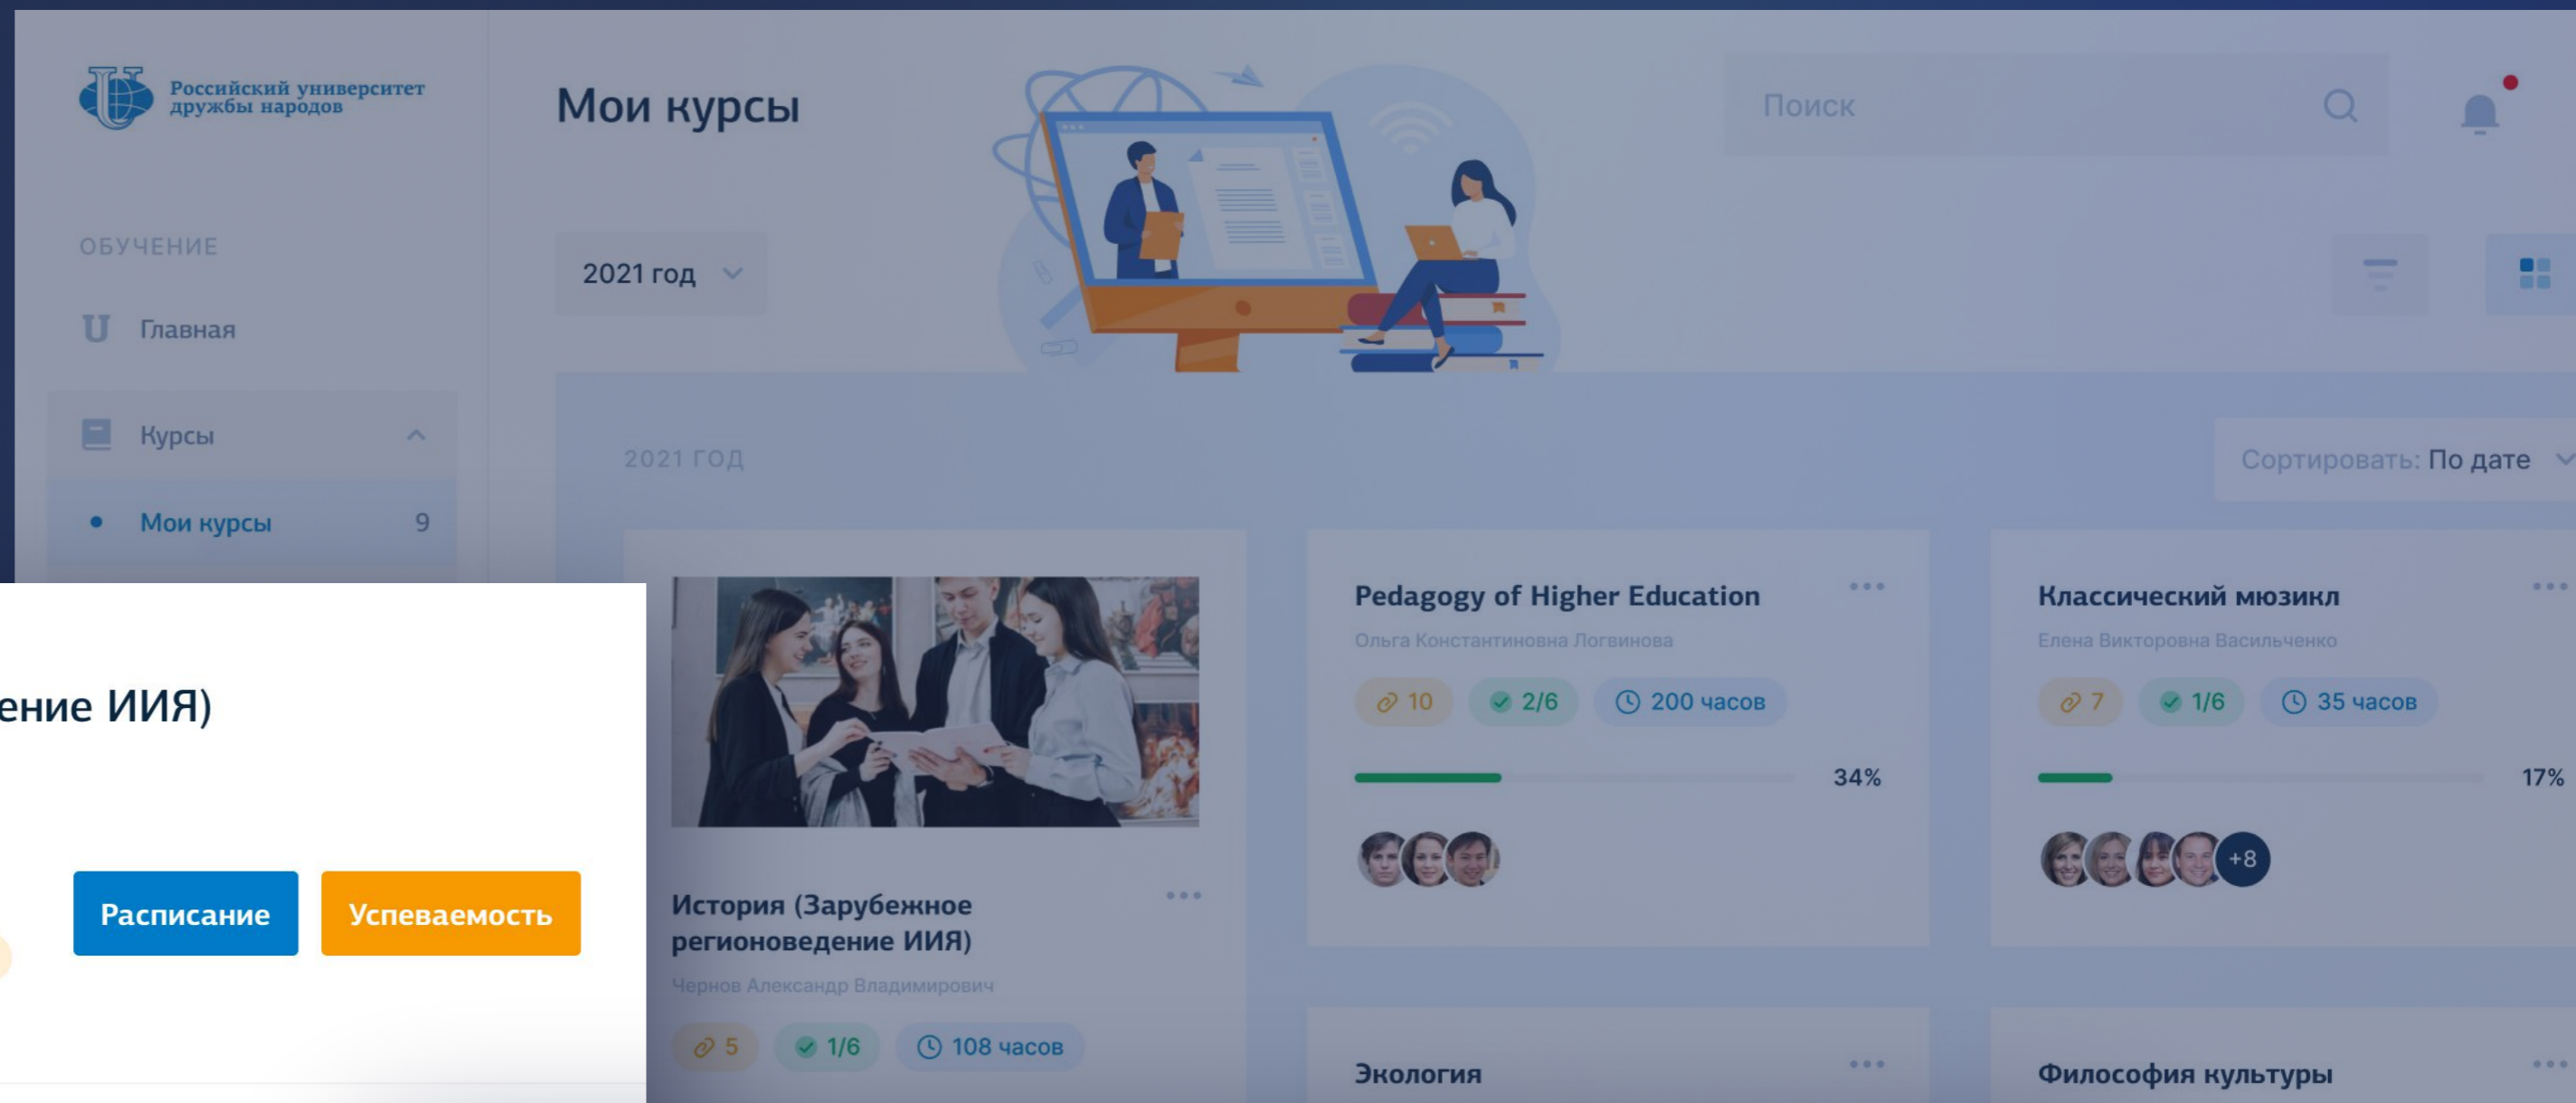 Российский университет
дружбы народов
Мои курсы
Поиск
ОБУЧЕНИЕ
2021 год
Главная
Курсы
Мои курсы 9
2021 ГОД
Сортировать: По дате
ение ИИЯ)
Расписание
Успеваемость
История (Зарубежное
регионоведение ИИЯ)
Чернов Александр Владимирович
5 1/6 108 часов
Pedagogy of Higher Education
Ольга Константиновна Логвинова
10 2/6 200 часов
34%
Классический мюзикл
Елена Викторовна Васильченко
7 1/6 35 часов
17%
+8
Экология
Философия культуры